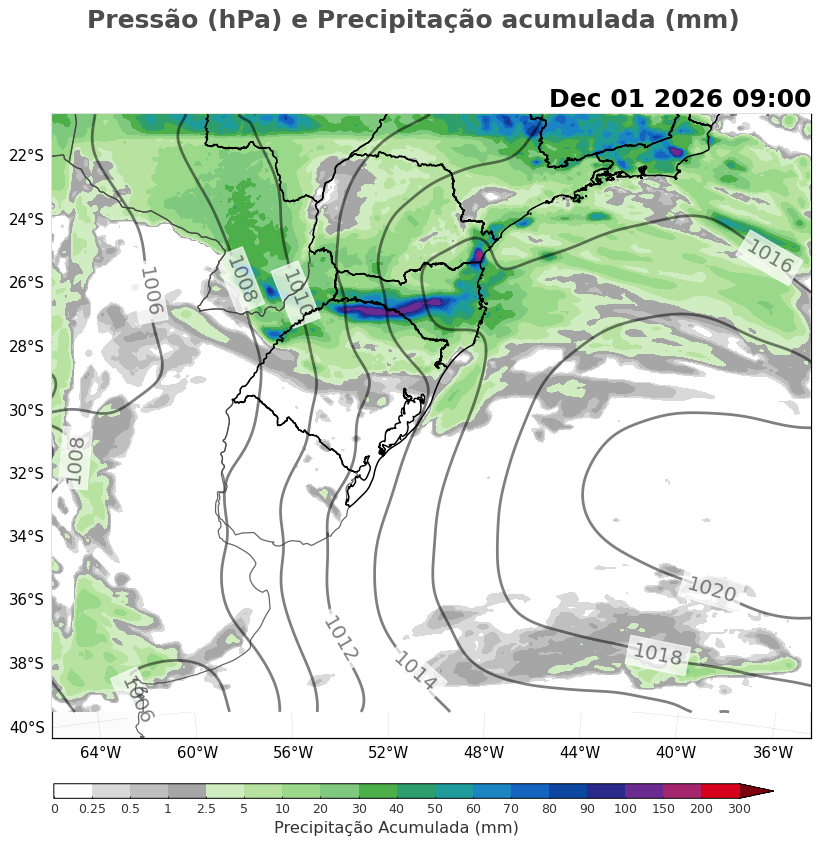 Pressão (hPa) e Precipitação acumulada (mm)
Dec 01 2026 09:00
22°S
24°S
26°S
28°S
30°S
32°S
34°S
36°S
38°S
40°S
1016
1006
1008
1010
1008
1020
1018
1012
1014
1006
64°W 60°W 56°W 52°W 48°W 44°W 40°W 36°W
0 0.25 0.5 1 2.5 5 10 20 30 40 50 60 70 80 90 100 150 200 300
Precipitação Acumulada (mm)